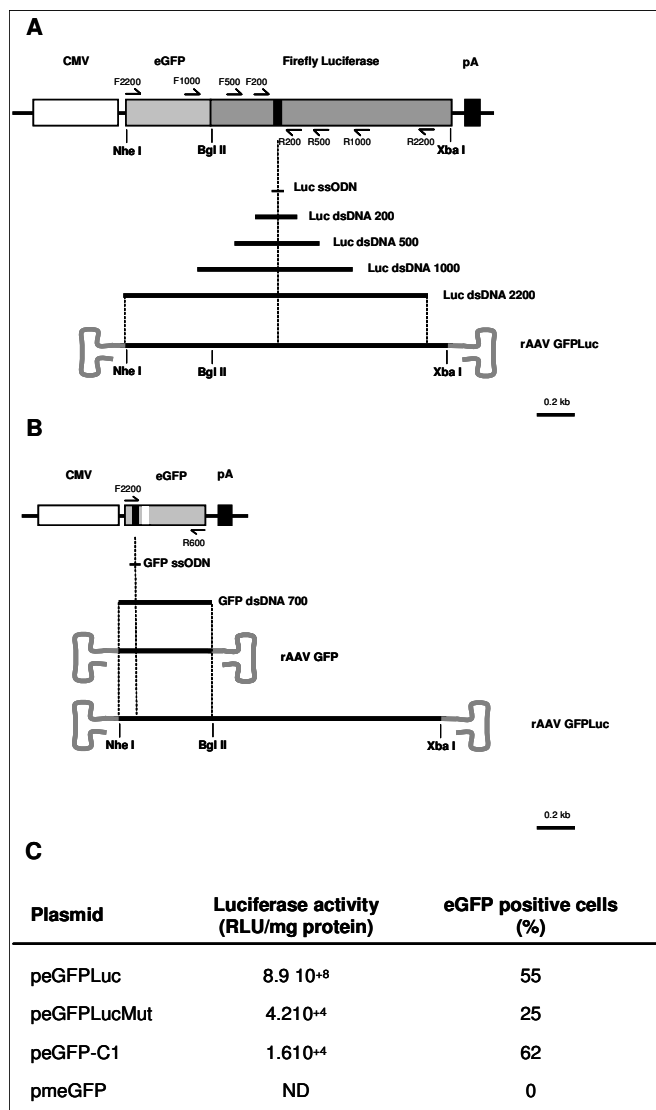 A
CMV eGFP Firefly Luciferase pA
F2200 F1000 F500 F200
R200 R500 R1000 R2200
Nhe I Bgl II Xba I
Luc ssODN
Luc dsDNA 200
Luc dsDNA 500
Luc dsDNA 1000
Luc dsDNA 2200
rAAV GFPLuc
Nhe I Bgl II Xba I
0.2 kb
B
CMV eGFP pA
F2200
R600
GFP ssODN
GFP dsDNA 700
rAAV GFP
rAAV GFPLuc
Nhe I Bgl II Xba I
0.2 kb
C
Plasmid Luciferase activity (RLU/mg protein) eGFP positive cells (%)
peGFPLuc 8.9 10+8 55
peGFPLucMut 4.210+4 25
peGFP-C1 1.610+4 62
pmeGFP ND 0